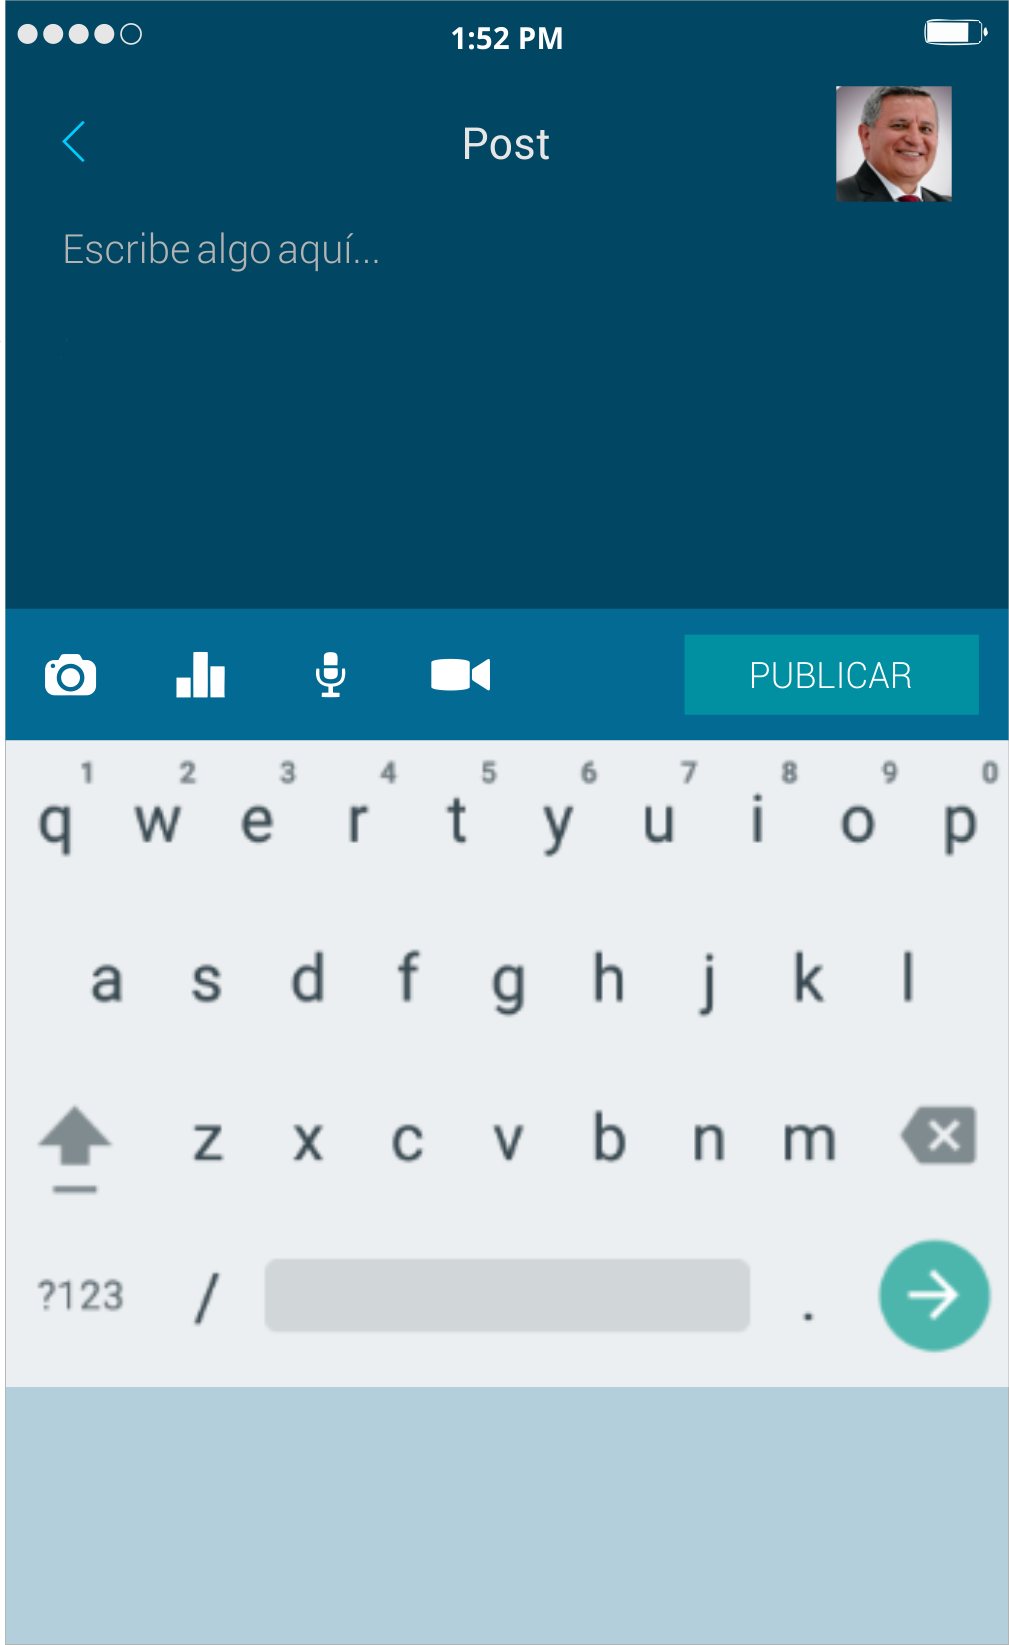 1:52 PM
Post
Escribe algo aquí...
PUBLICAR
1 2 3 4 5 6 7 8 9 0
q w e r t y u i o p
a s d f g h j k l
z x c v b n m
?123 / .